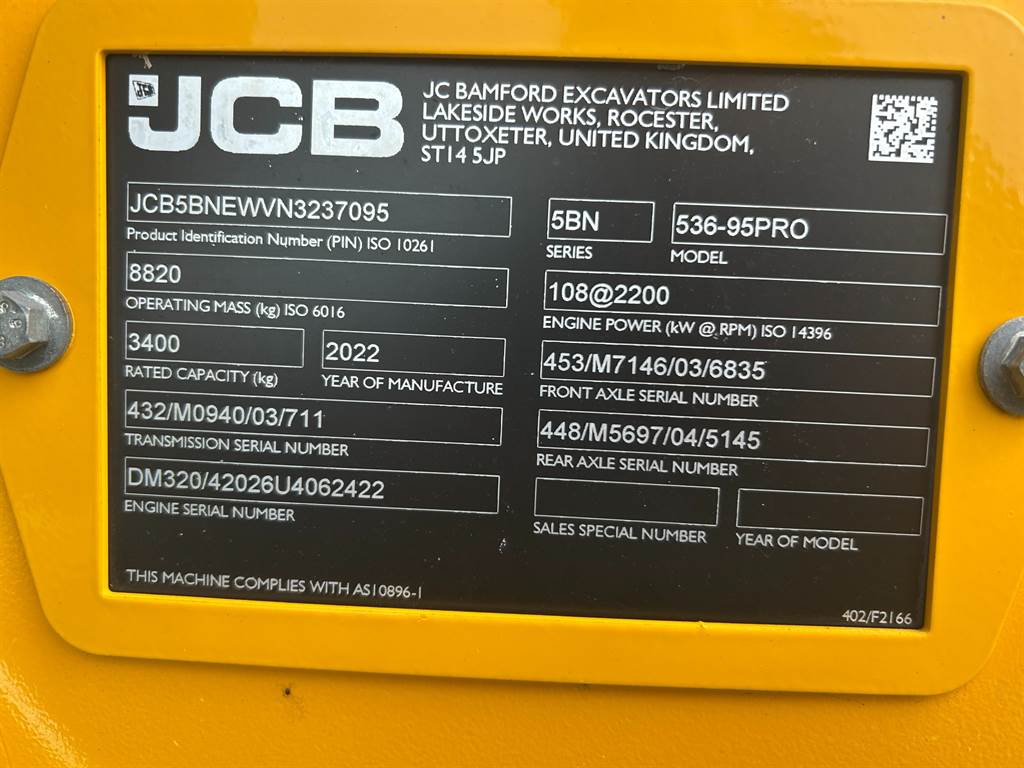 JCB
JC BAMFORD EXCAVATORS LIMITED
LAKESIDE WORKS, ROCESTER,
UTTOXETER, UNITED KINGDOM,
ST14 5JP
JCB5BNEWVN3237095
Product Identification Number (PIN) ISO 10261
5BN
SERIES
536-95PRO
MODEL
8820
OPERATING MASS (kg) ISO 6016
108@2200
ENGINE POWER (kW @ RPM) ISO 14396
3400
RATED CAPACITY (kg)
2022
YEAR OF MANUFACTURE
453/M7146/03/6835
FRONT AXLE SERIAL NUMBER
432/M0940/03/711
TRANSMISSION SERIAL NUMBER
448/M5697/04/5145
REAR AXLE SERIAL NUMBER
DM320/42026U4062422
ENGINE SERIAL NUMBER
SALES SPECIAL NUMBER
YEAR OF MODEL
THIS MACHINE COMPLIES WITH AS10896-1
402/F2166